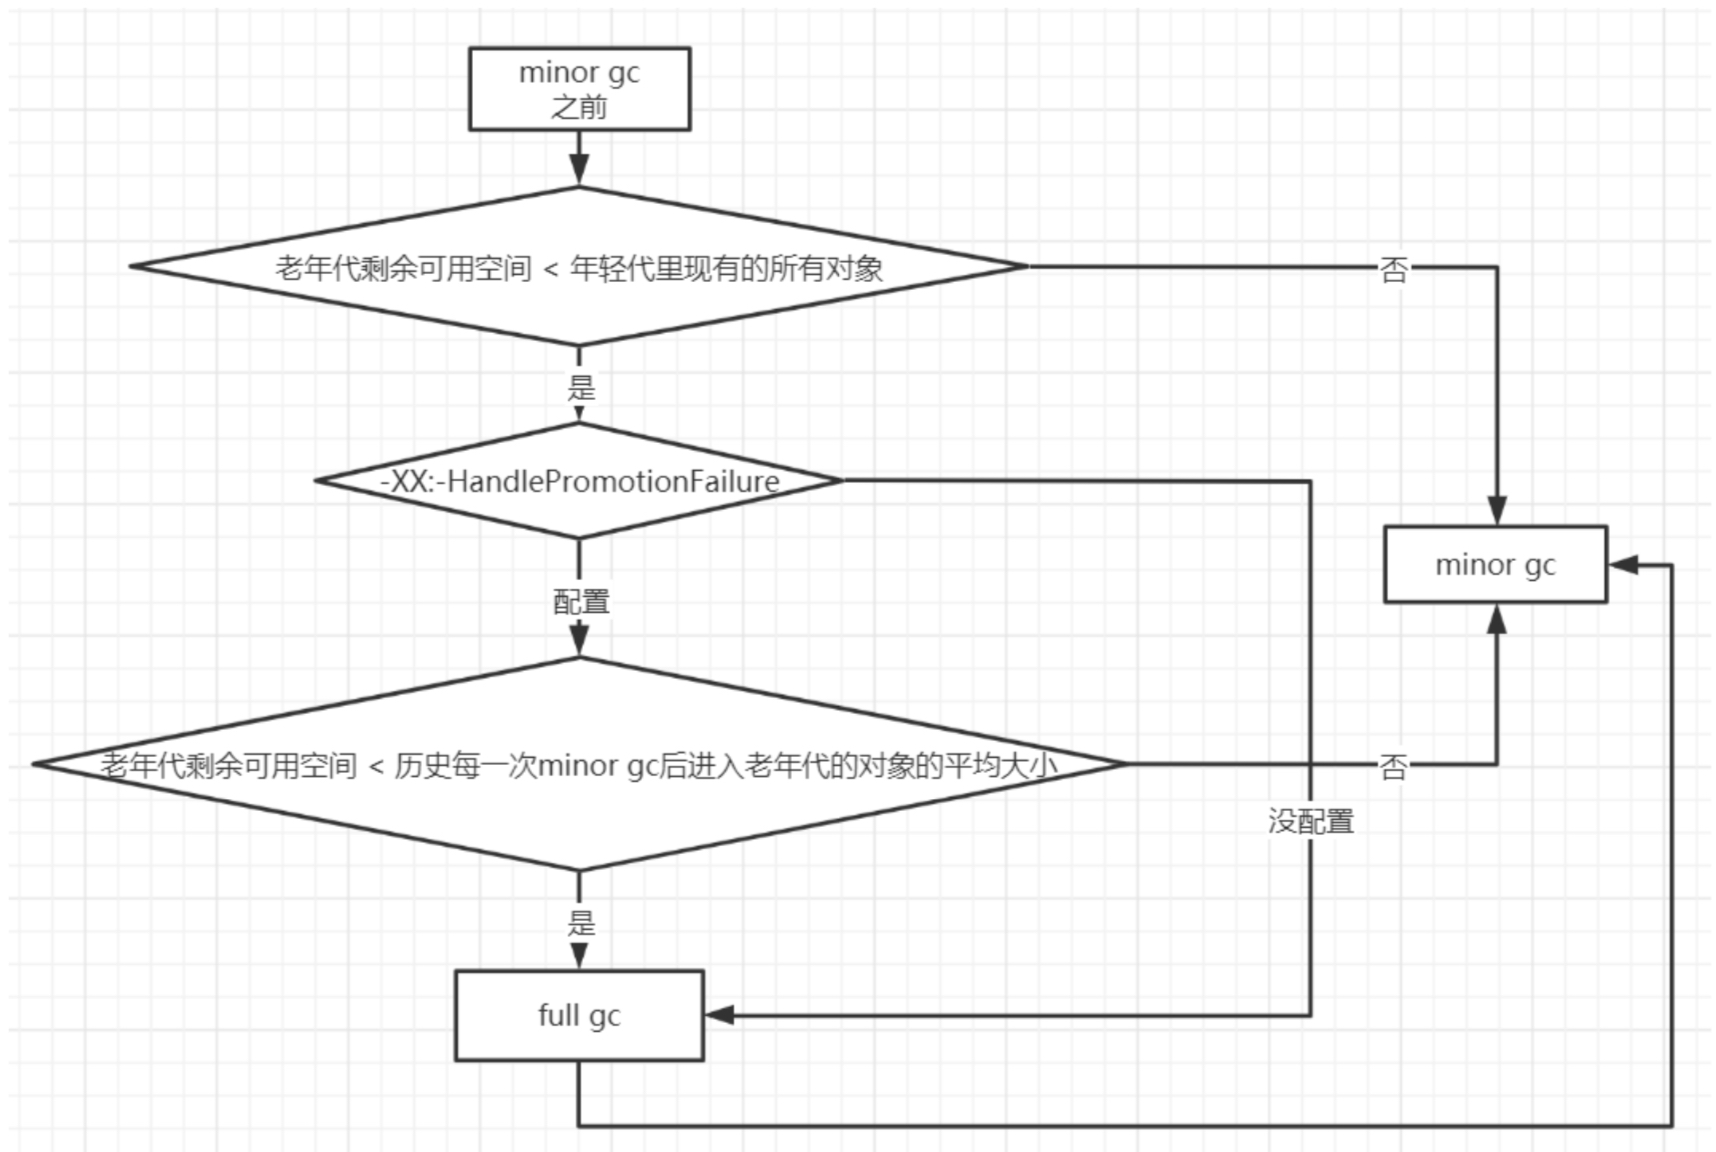 minor gc
之前
老年代剩余可用空间 < 年轻代里现有的所有对象
否
是
-XX:-HandlePromotionFailure
minor gc
配置
老年代剩余可用空间 < 历史每一次minor gc后进入老年代的对象的平均大小
否
没配置
是
full gc